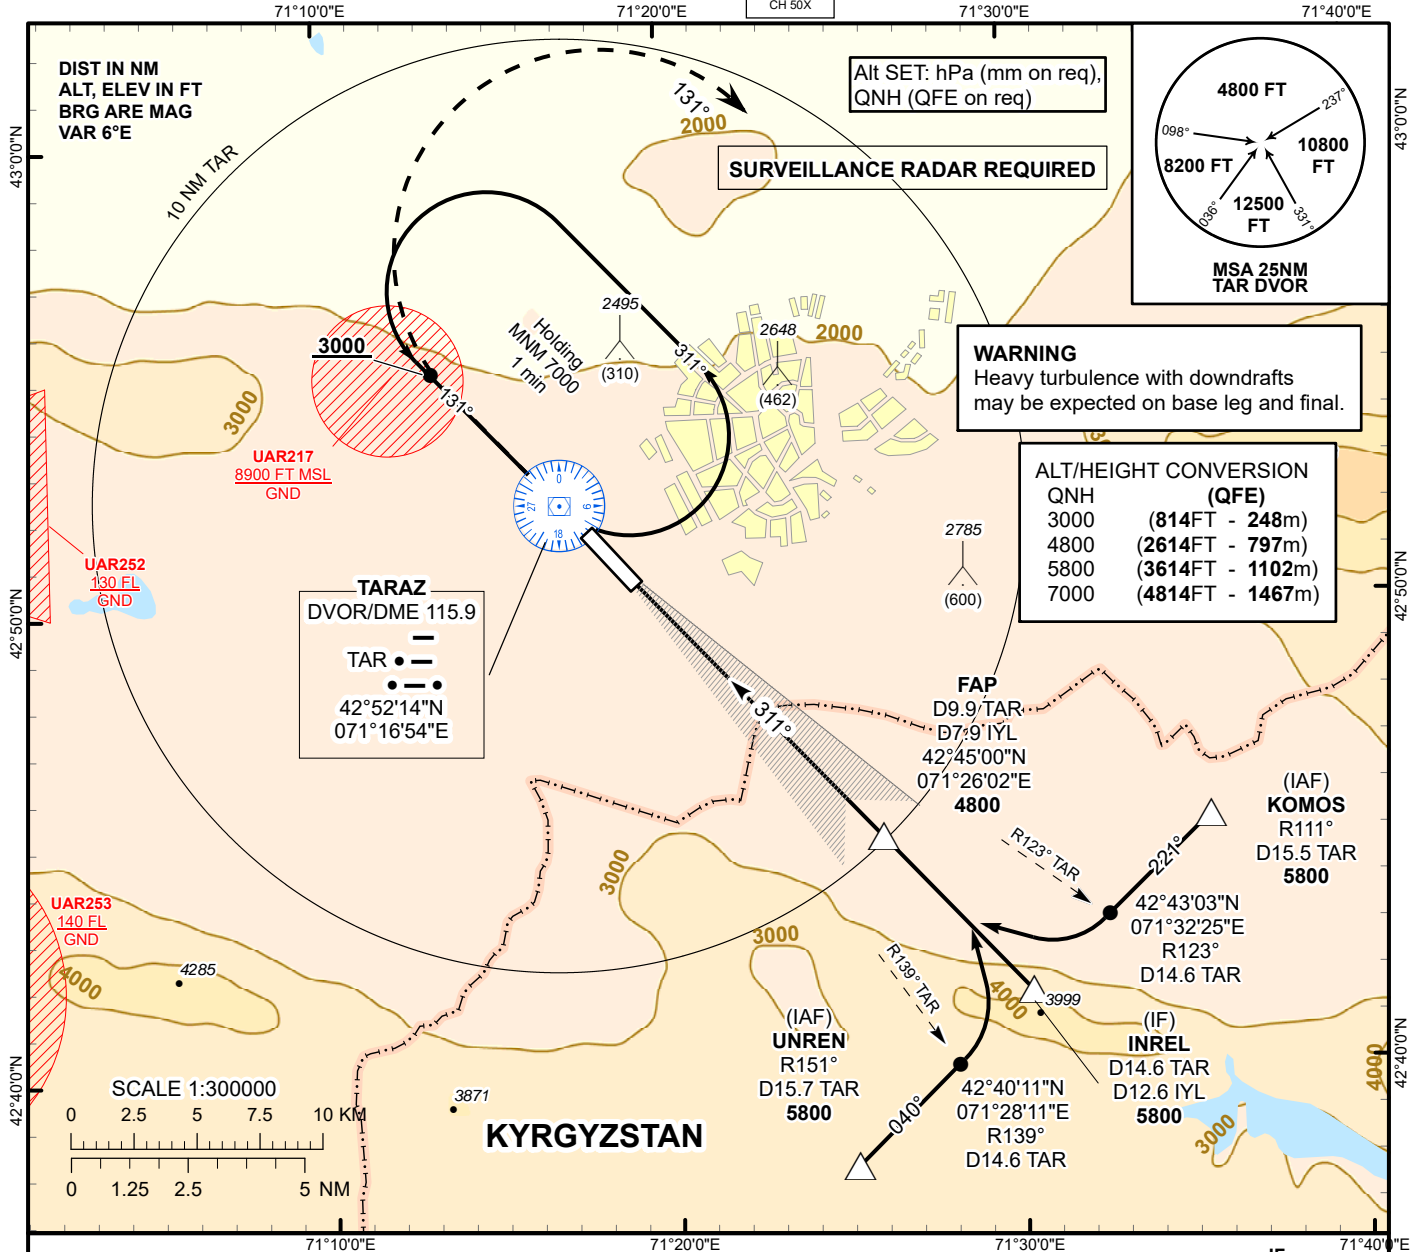 CH 50X
71°10'0"E
71°20'0"E
71°30'0"E
71°40'0"E
DIST IN NM
ALT, ELEV IN FT
BRG ARE MAG
VAR 6°E
Alt SET: hPa (mm on req),
QNH (QFE on req)
SURVEILLANCE RADAR REQUIRED
4800 FT
237°
098°
10800
FT
8200 FT
12500
FT
036°
331°
MSA 25NM
TAR DVOR
43°0'0"N
43°0'0"N
10 NM TAR
131°
2000
2495
Holding
MNM 7000
1 min
(310)
311°
2648
(462)
2000
3000
131°
3000
UAR217
8900 FT MSL
GND
WARNING
Heavy turbulence with downdrafts
may be expected on base leg and final.
ALT/HEIGHT CONVERSION
QNH (QFE)
3000 (814FT - 248m)
4800 (2614FT - 797m)
5800 (3614FT - 1102m)
7000 (4814FT - 1467m)
0
9
18
27
2785
(600)
UAR252
130 FL
GND
TARAZ
DVOR/DME 115.9
TAR
42°52'14"N
071°16'54"E
42°50'0"N
42°50'0"N
311°
FAP
D9.9 TAR
D7.9 IYL
42°45'00"N
071°26'02"E
4800
(IAF)
KOMOS
R111°
D15.5 TAR
5800
R123° TAR
221°
42°43'03"N
071°32'25"E
R123°
D14.6 TAR
3000
3000
UAR253
140 FL
GND
4000
4285
R139° TAR
4000
3999
(IAF)
UNREN
R151°
D15.7 TAR
5800
(IF)
INREL
D14.6 TAR
D12.6 IYL
5800
42°40'11"N
071°28'11"E
R139°
D14.6 TAR
040°
3000
4000
42°40'0"N
42°40'0"N
3871
KYRGYZSTAN
SCALE 1:300000
0 2.5 5 7.5 10 KM
0 1.25 2.5 5 NM
71°10'0"E
71°20'0"E
71°30'0"E
71°40'0"E